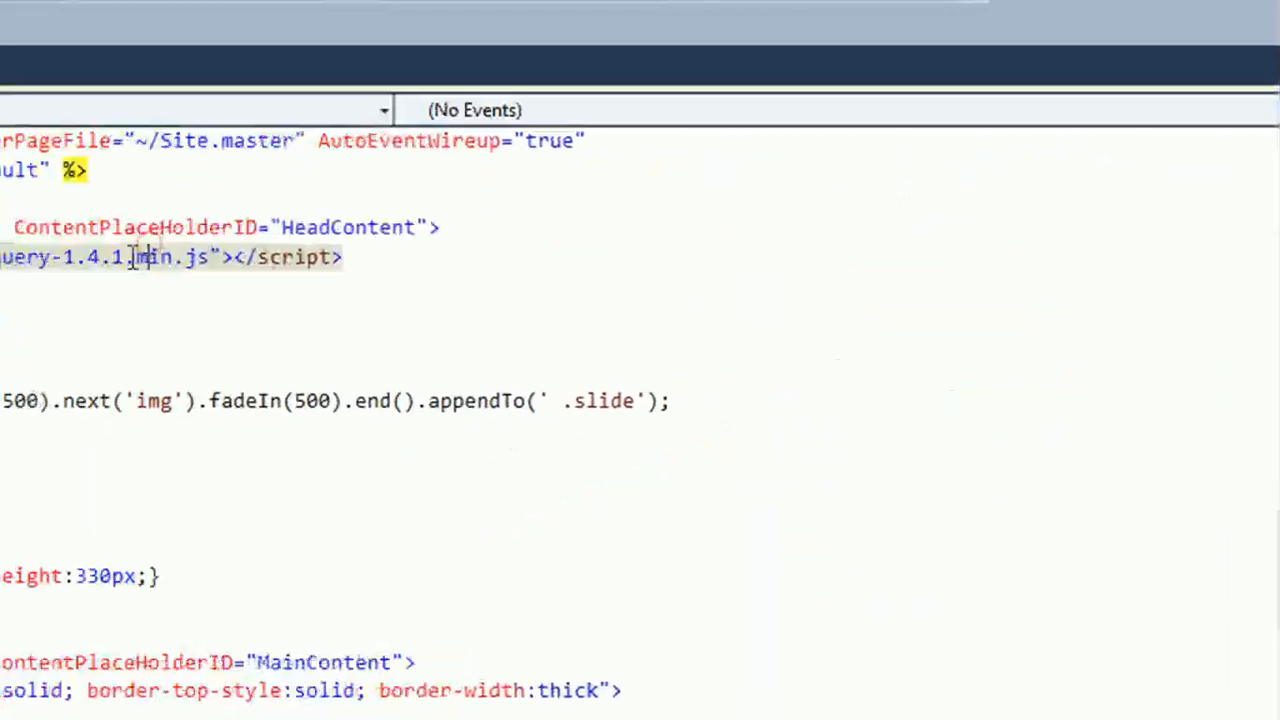 (No Events)
rPageFile="~/Site.master" AutoEventWireup="true"
ult" %>
ContentPlaceHolderID="HeadContent">
uery-1.4.1.min.js"></script>
500).next('img').fadeIn(500).end().appendTo(' .slide');
eight:330px;}
ontentPlaceHolderID="MainContent">
solid; border-top-style:solid; border-width:thick">